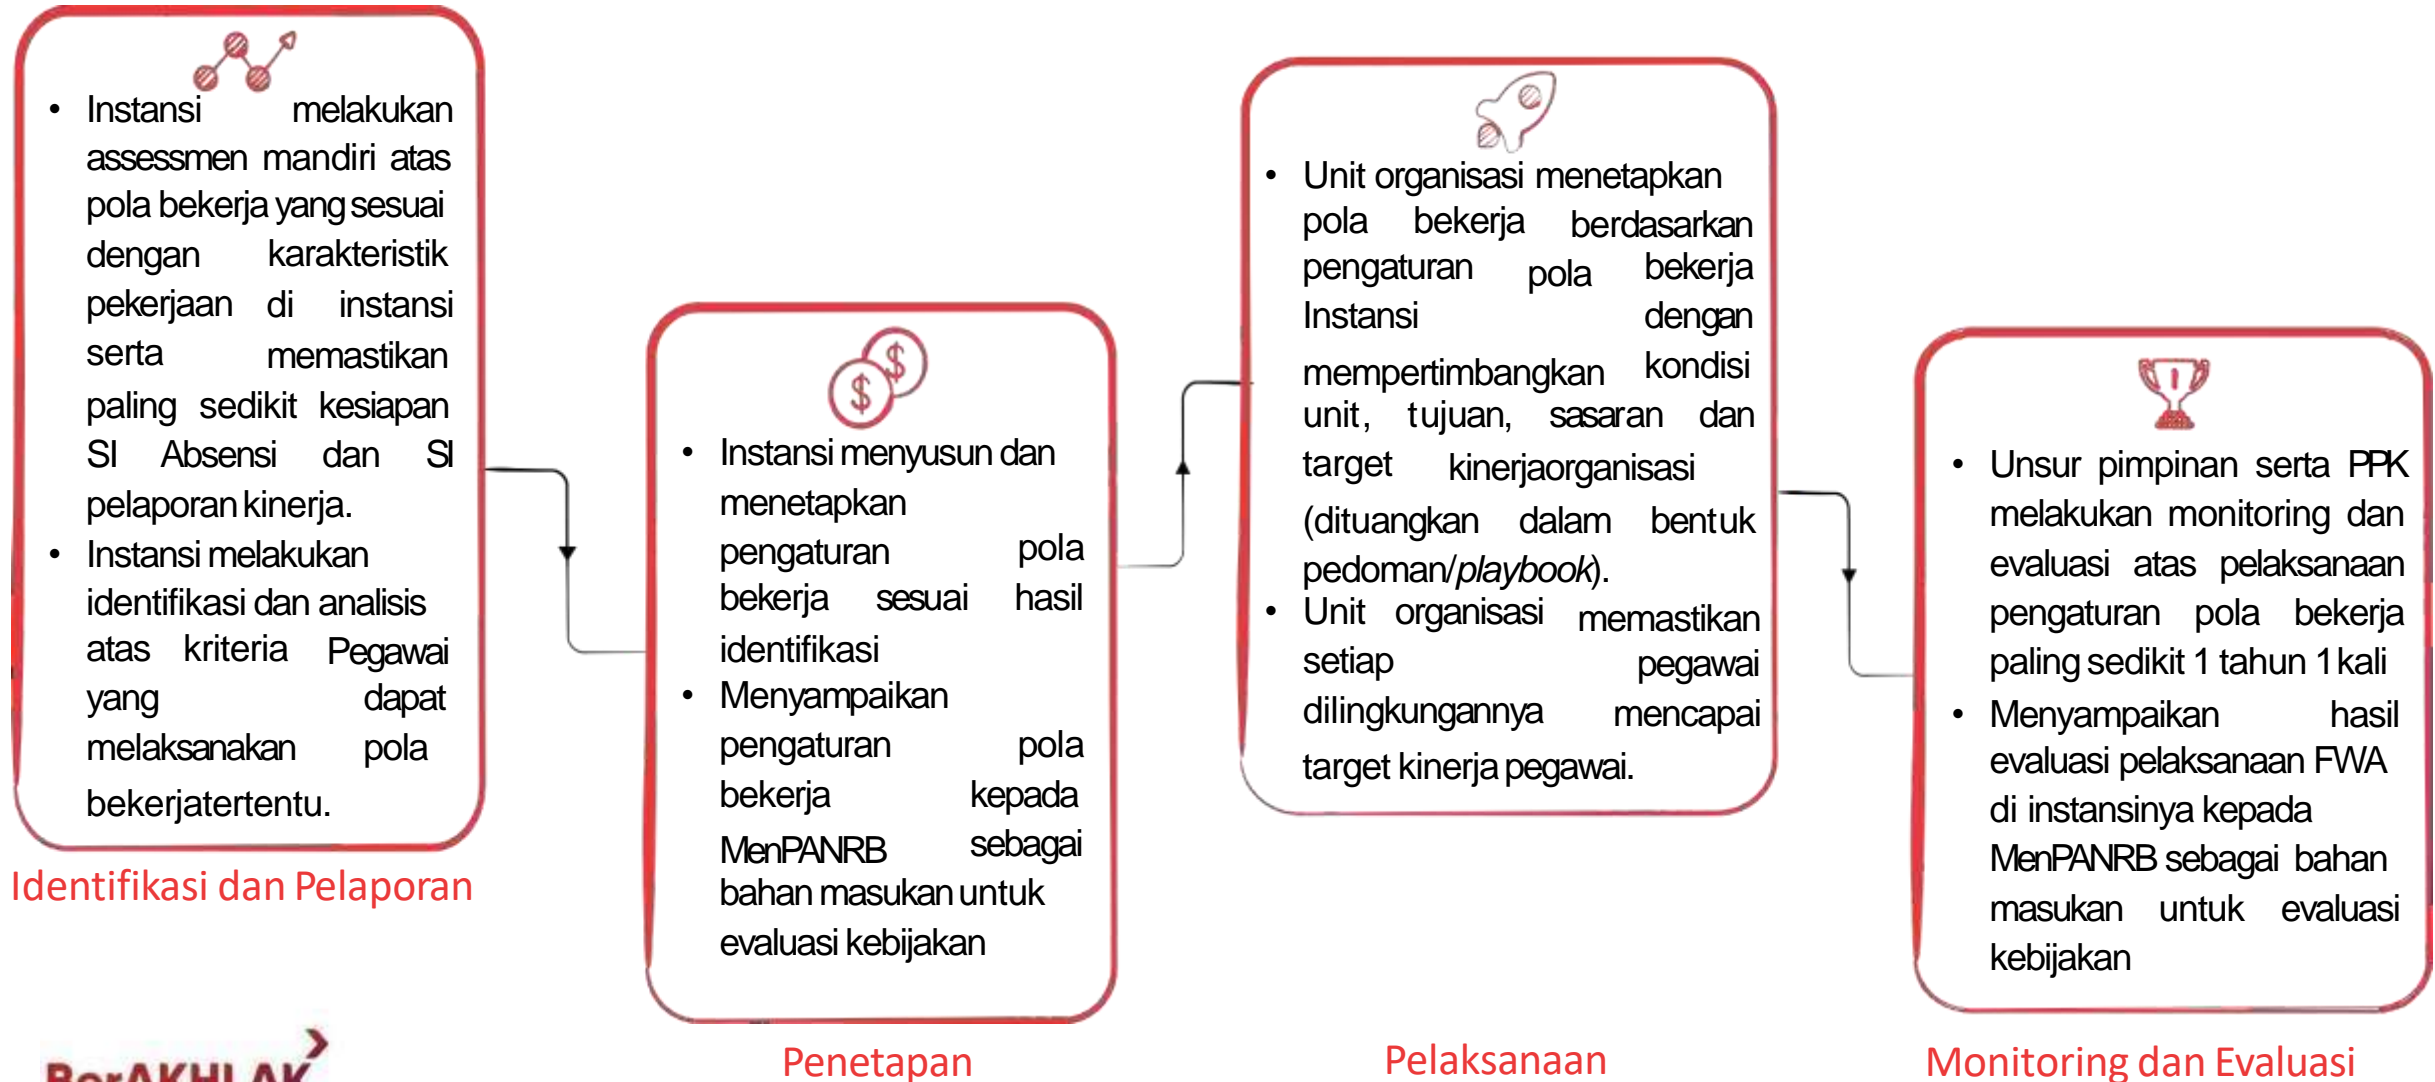 • Instansi melakukan
assessmen mandiri atas
pola bekerja yang sesuai
dengan karakteristik
pekerjaan di instansi
serta memastikan
paling sedikit kesiapan
SI Absensi dan SI
pelaporan kinerja.
• Instansi melakukan
identifikasi dan analisis
atas kriteria Pegawai
yang dapat
melaksanakan pola
bekerjatertentu.
Identifikasi dan Pelaporan
$ $
• Instansi menyusun dan
menetapkan
pengaturan pola
bekerja sesuai hasil
identifikasi
• Menyampaikan
pengaturan pola
bekerja kepada
MenPANRB sebagai
bahan masukan untuk
evaluasi kebijakan
Penetapan
• Unit organisasi menetapkan
pola bekerja berdasarkan
pengaturan pola bekerja
Instansi dengan
mempertimbangkan kondisi
unit, tujuan, sasaran dan
target kinerjaorganisasi
(dituangkan dalam bentuk
pedoman/playbook).
• Unit organisasi memastikan
setiap pegawai
dilingkungannya mencapai
target kinerja pegawai.
Pelaksanaan
1
• Unsur pimpinan serta PPK
melakukan monitoring dan
evaluasi atas pelaksanaan
pengaturan pola bekerja
paling sedikit 1 tahun 1 kali
• Menyampaikan hasil
evaluasi pelaksanaan FWA
di instansinya kepada
MenPANRB sebagai bahan
masukan untuk evaluasi
kebijakan
Monitoring dan Evaluasi
BerAKHLAK